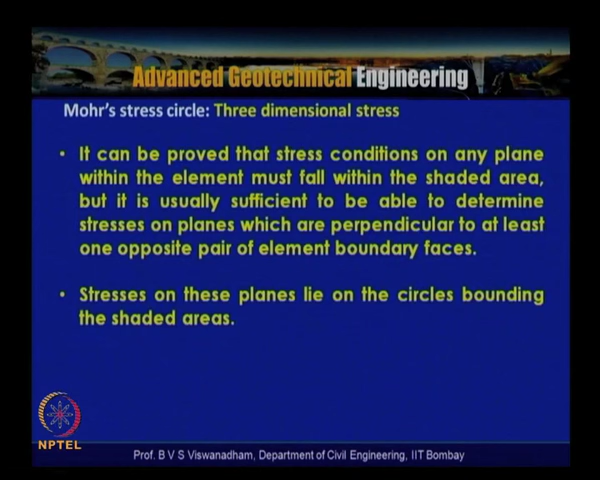 Advanced Geotechnical Engineering
Mohr's stress circle: Three dimensional stress
• It can be proved that stress conditions on any plane
within the element must fall within the shaded area,
but it is usually sufficient to be able to determine
stresses on planes which are perpendicular to at least
one opposite pair of element boundary faces.
• Stresses on these planes lie on the circles bounding
the shaded areas.
NPTEL
Prof. B V S Viswanadham, Department of Civil Engineering, IIT Bombay